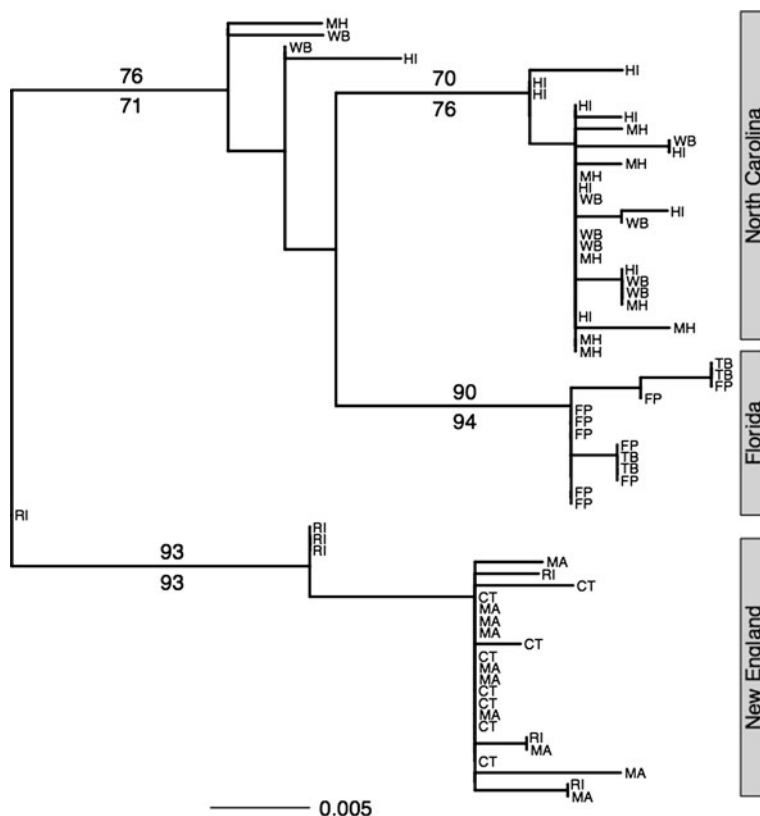 MH
WB
WB
HI
76
71
70
76
HI
HI
HI
HI
HI
MH
WB
HI
MH
MH
HI
WB
HI
WB
WB
WB
MH
HI
WB
WB
MH
HI
MH
MH
MH
North Carolina
TB
TB
FP
FP
90
94
FP
FP
FP
FP
TB
TB
FP
FP
FP
Florida
RI
93
93
RI
RI
RI
MA
RI
CT
CT
MA
MA
MA
CT
CT
MA
MA
CT
CT
MA
CT
RI
MA
CT
MA
RI
MA
New England
0.005